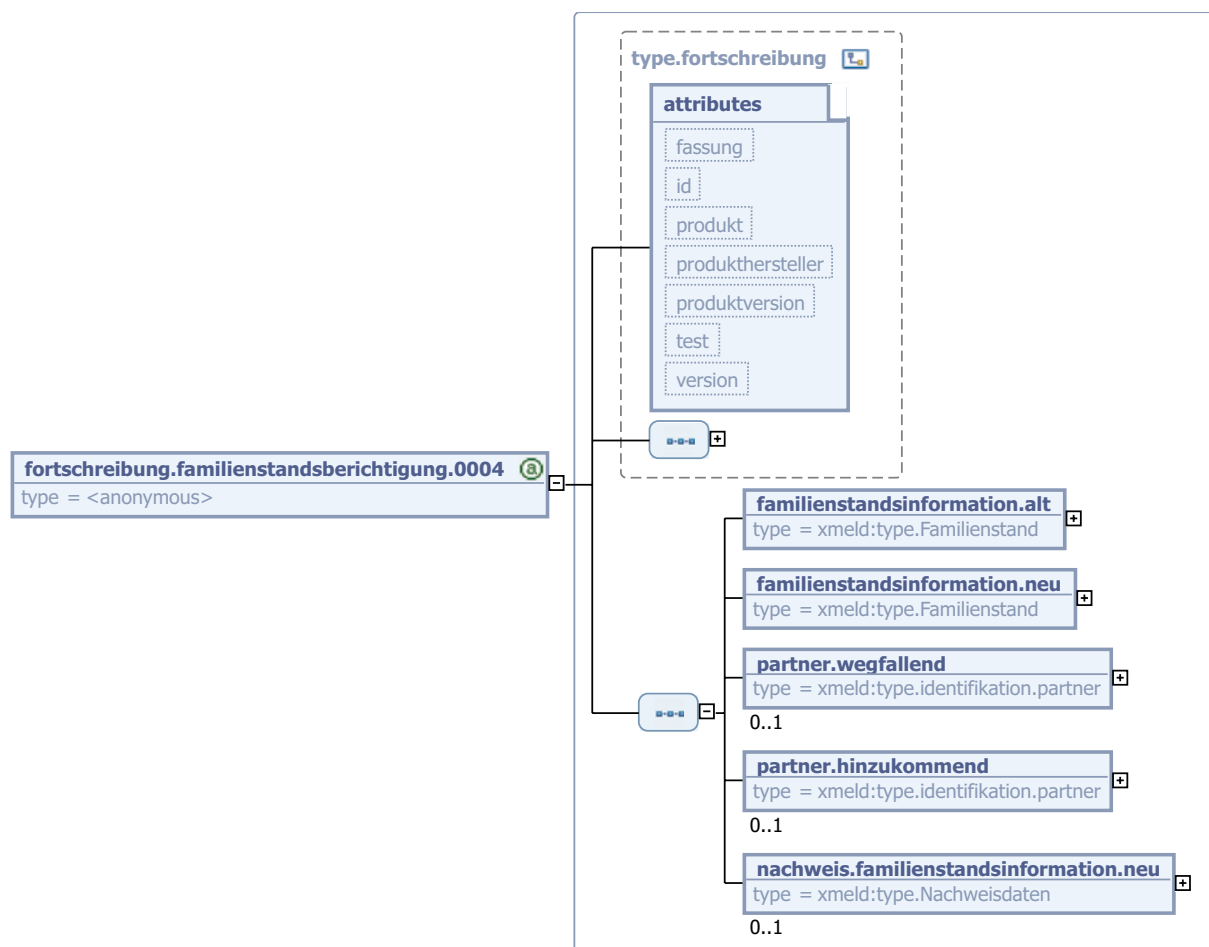 type.fortschreibung
attributes
fassung
id
produkt
produkthersteller
produktversion
test
version
fortschreibung.familienstandsberichtigung.0004 a
type = <anonymous>
familienstandsinformation.alt
type = xmeld:type.Familienstand
familienstandsinformation.neu
type = xmeld:type.Familienstand
partner.wegfallend
type = xmeld:type.identifikation.partner
0..1
partner.hinzukommend
type = xmeld:type.identifikation.partner
0..1
nachweis.familienstandsinformation.neu
type = xmeld:type.Nachweisdaten
0..1